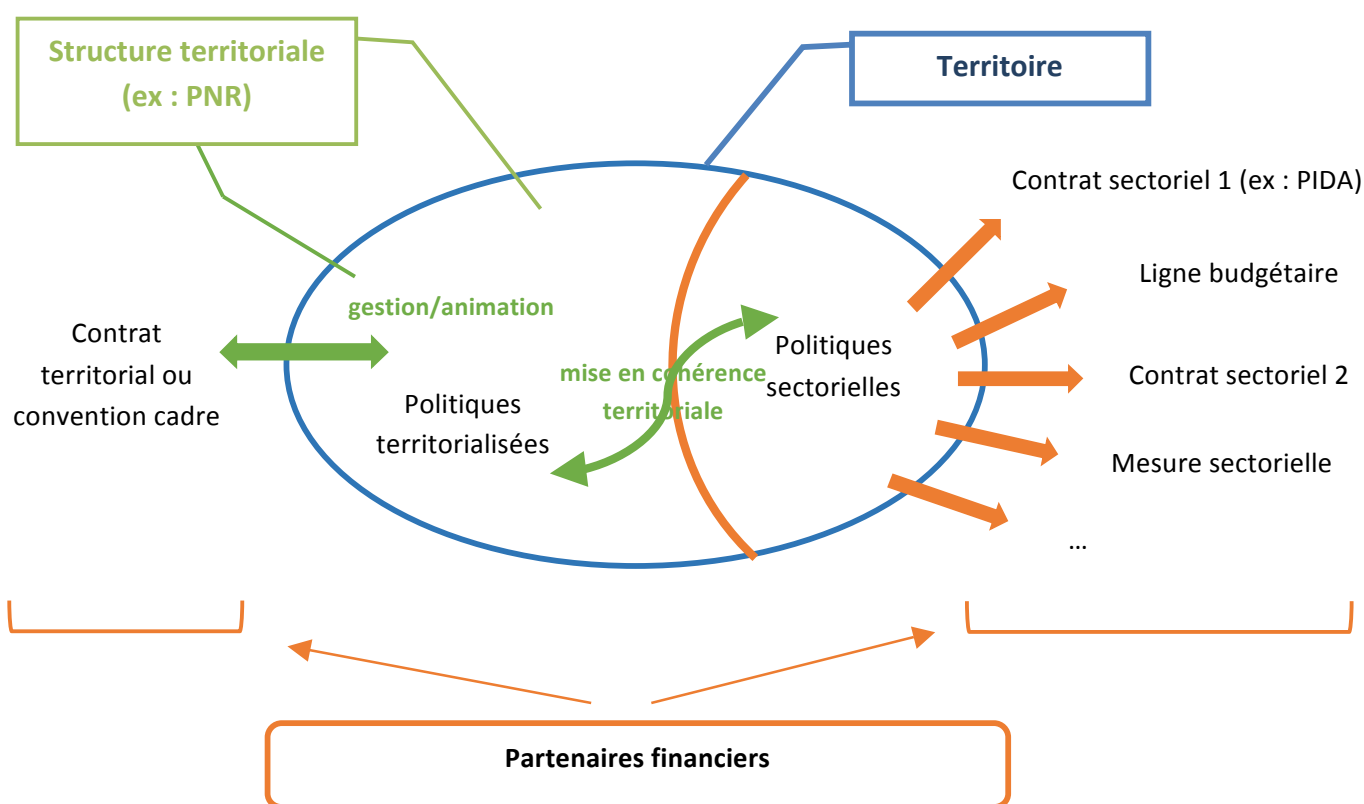 Structure territoriale
(ex : PNR)
Territoire
Contrat sectoriel 1 (ex : PIDA)
Ligne budgétaire
gestion/animation
Contrat
territorial ou
convention cadre
Politiques
sectorielles
mise en cohérence
territoriale
Contrat sectoriel 2
Politiques
territorialisées
Mesure sectorielle
…
Partenaires financiers